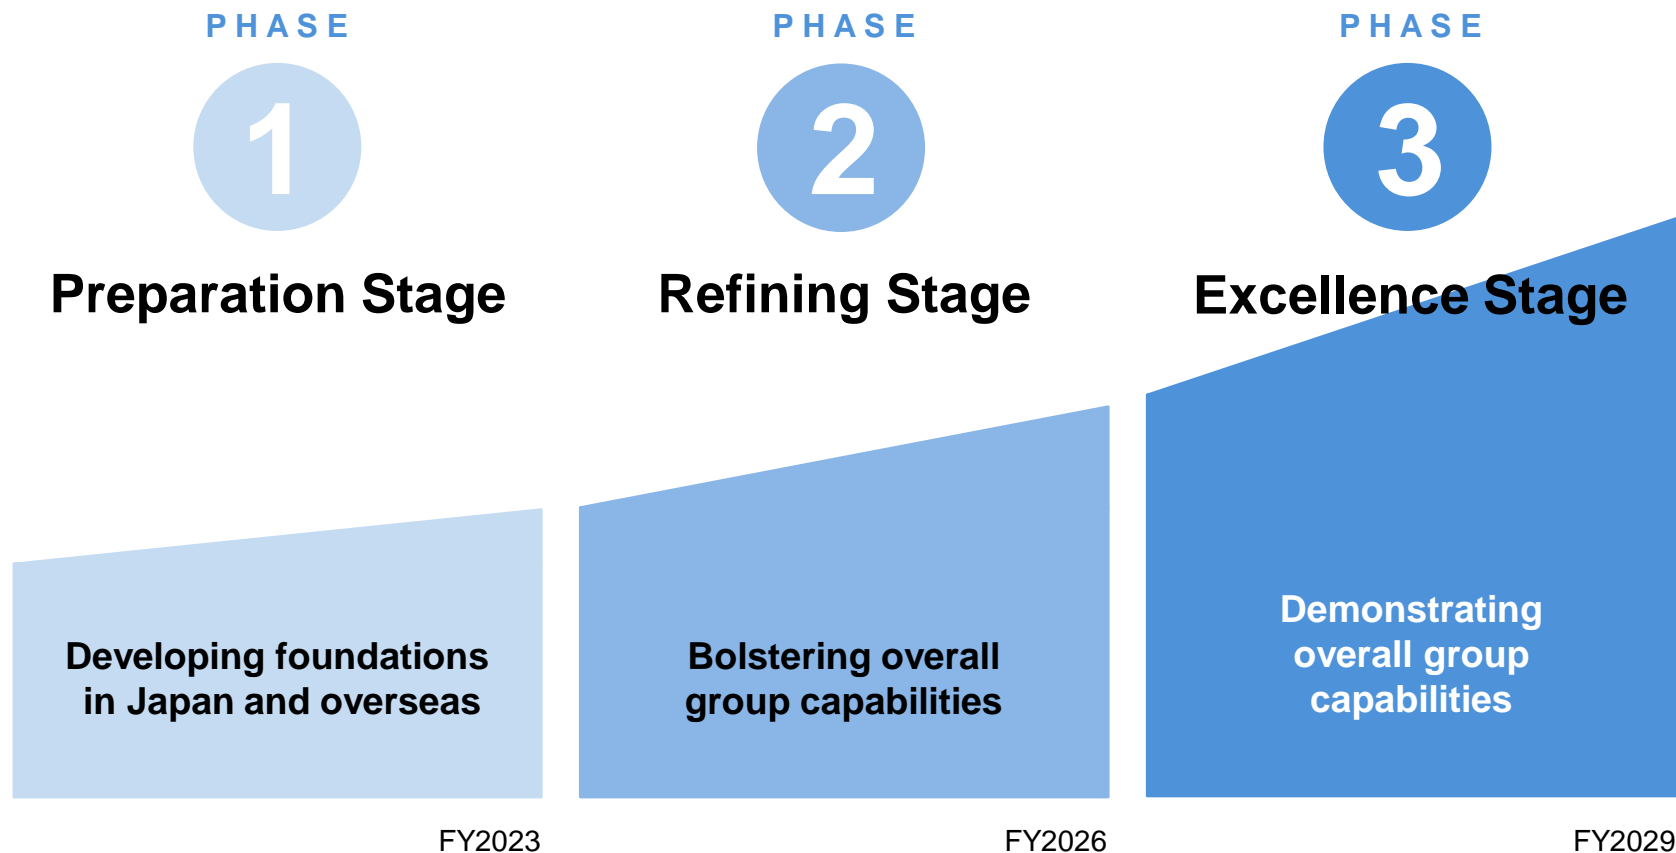 PHASE
1
Preparation Stage
Developing foundations
in Japan and overseas
FY2023
PHASE
2
Refining Stage
Bolstering overall
group capabilities
FY2026
PHASE
3
Excellence Stage
Demonstrating
overall group
capabilities
FY2029